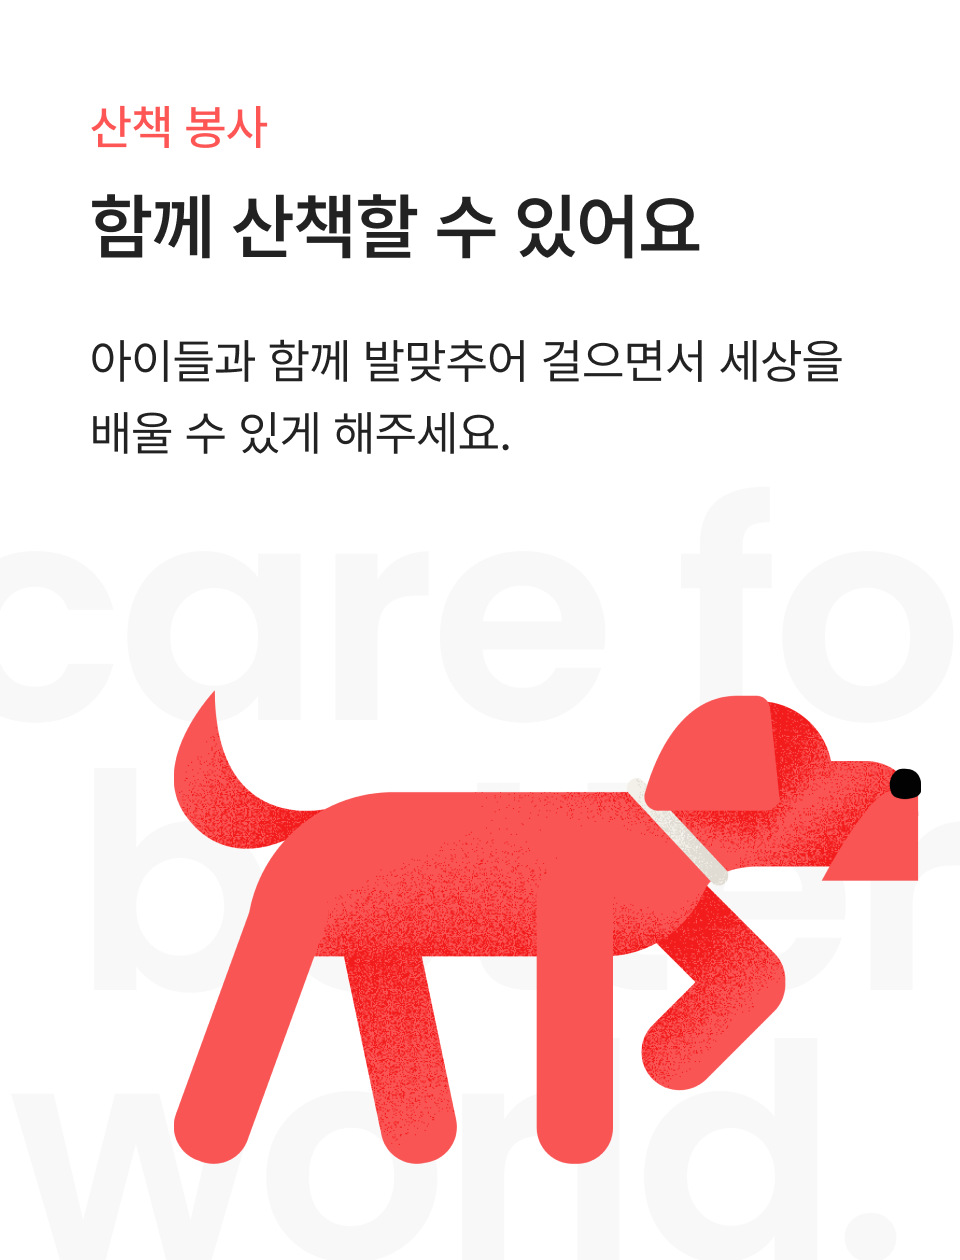 산책 봉사
함께 산책할 수 있어요
아이들과 함께 발맞추어 걸으면서 세상을
배울 수 있게 해주세요.
care fo
better
world.